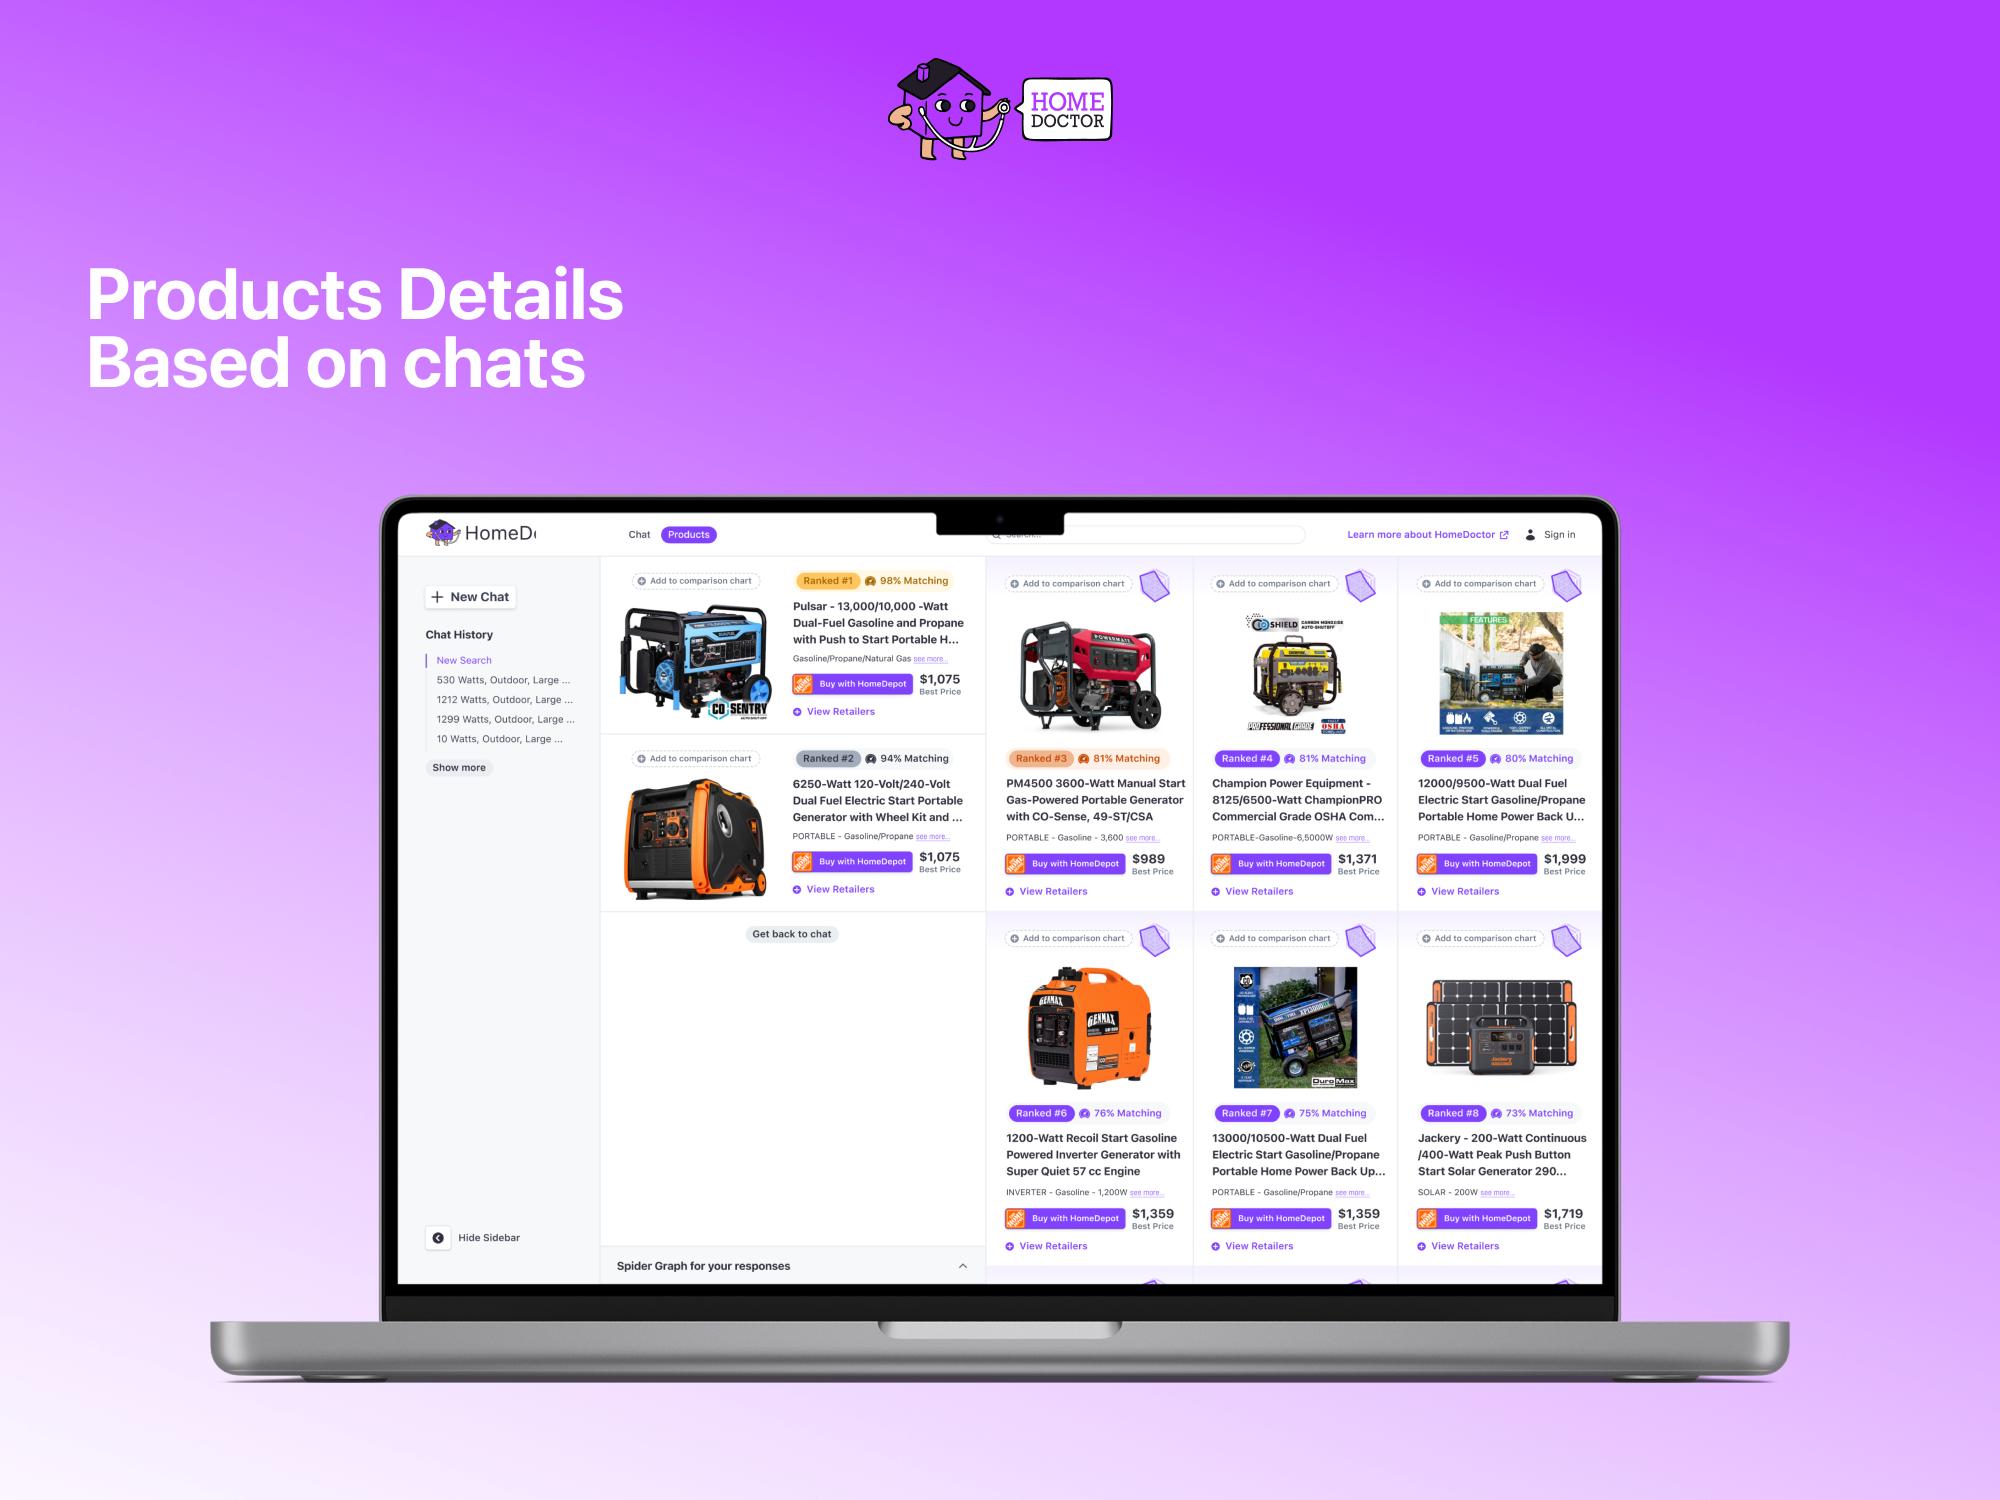 HOME
DOCTOR
Products Details
Based on chats
HomeD
Chat
Products
Search...
Learn more about HomeDoctor
Sign in
New Chat
Chat History
New Search
530 Watts, Outdoor, Large ...
1212 Watts, Outdoor, Large ...
1299 Watts, Outdoor, Large ...
10 Watts, Outdoor, Large ...
Show more
Hide Sidebar
Add to comparison chart
CO SENTRY
Ranked #1
98% Matching
Pulsar - 13,000/10,000 -Watt
Dual-Fuel Gasoline and Propane
with Push to Start Portable H...
Gasoline/Propane/Natural Gas see more...
Buy with HomeDepot
$1,075
Best Price
View Retailers
Add to comparison chart
Ranked #2
94% Matching
6250-Watt 120-Volt/240-Volt
Dual Fuel Electric Start Portable
Generator with Wheel Kit and ...
PORTABLE - Gasoline/Propane see more...
Buy with HomeDepot
$1,075
Best Price
View Retailers
Get back to chat
Spider Graph for your responses
Add to comparison chart
POWERMATE
Ranked #3
81% Matching
PM4500 3600-Watt Manual Start
Gas-Powered Portable Generator
with CO-Sense, 49-ST/CSA
PORTABLE - Gasoline - 3,600 see more...
Buy with HomeDepot
$989
Best Price
View Retailers
Add to comparison chart
CO SHIELD
CARBON MONOXIDE
AUTO-SHUTOFF
PROFESSIONAL GRADE
OSHA
Ranked #4
81% Matching
Champion Power Equipment -
8125/6500-Watt ChampionPRO
Commercial Grade OSHA Com...
PORTABLE-Gasoline-6,5000W see more...
Buy with HomeDepot
$1,371
Best Price
View Retailers
Add to comparison chart
FEATURES
Ranked #5
80% Matching
12000/9500-Watt Dual Fuel
Electric Start Gasoline/Propane
Portable Home Power Back U...
PORTABLE - Gasoline/Propane see more...
Buy with HomeDepot
$1,999
Best Price
View Retailers
Add to comparison chart
GENMAX
GENMAX
Ranked #6
76% Matching
1200-Watt Recoil Start Gasoline
Powered Inverter Generator with
Super Quiet 57 cc Engine
INVERTER - Gasoline - 1,200W see more...
Buy with HomeDepot
$1,359
Best Price
View Retailers
Add to comparison chart
DuroMax
Ranked #7
75% Matching
13000/10500-Watt Dual Fuel
Electric Start Gasoline/Propane
Portable Home Power Back Up...
PORTABLE - Gasoline/Propane see more...
Buy with HomeDepot
$1,359
Best Price
View Retailers
Add to comparison chart
Jackery
Ranked #8
73% Matching
Jackery - 200-Watt Continuous
/400-Watt Peak Push Button
Start Solar Generator 290...
SOLAR - 200W see more...
Buy with HomeDepot
$1,719
Best Price
View Retailers